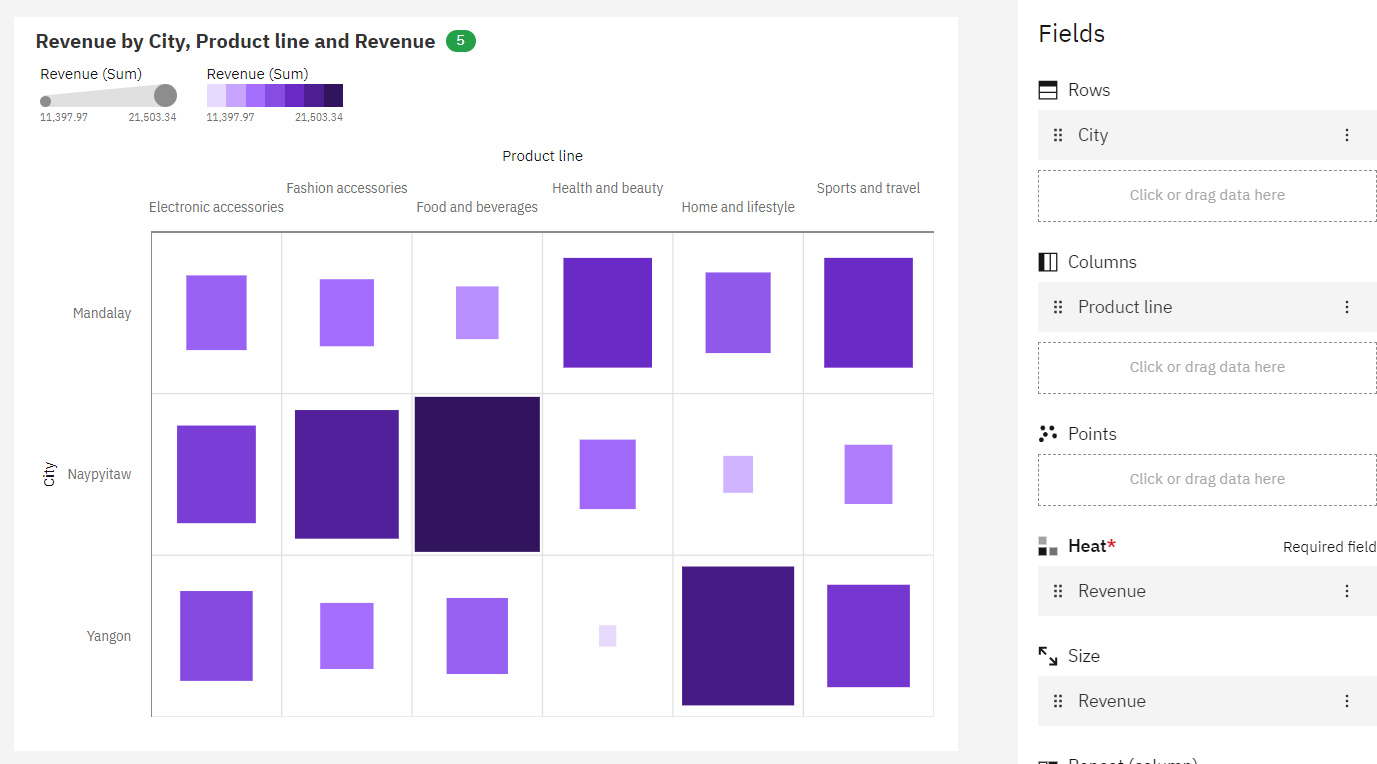 Revenue by City, Product line and Revenue 5
Revenue (Sum)
11,397.97 21,503.34
Revenue (Sum)
11,397.97 21,503.34
Product line
Fashion accessories Health and beauty Sports and travel
Electronic accessories Food and beverages Home and lifestyle
City
Mandalay
Naypyitaw
Yangon
Fields
Rows
City
Click or drag data here
Columns
Product line
Click or drag data here
Points
Click or drag data here
Heat* Required field
Revenue
Size
Revenue
Repeat (column)